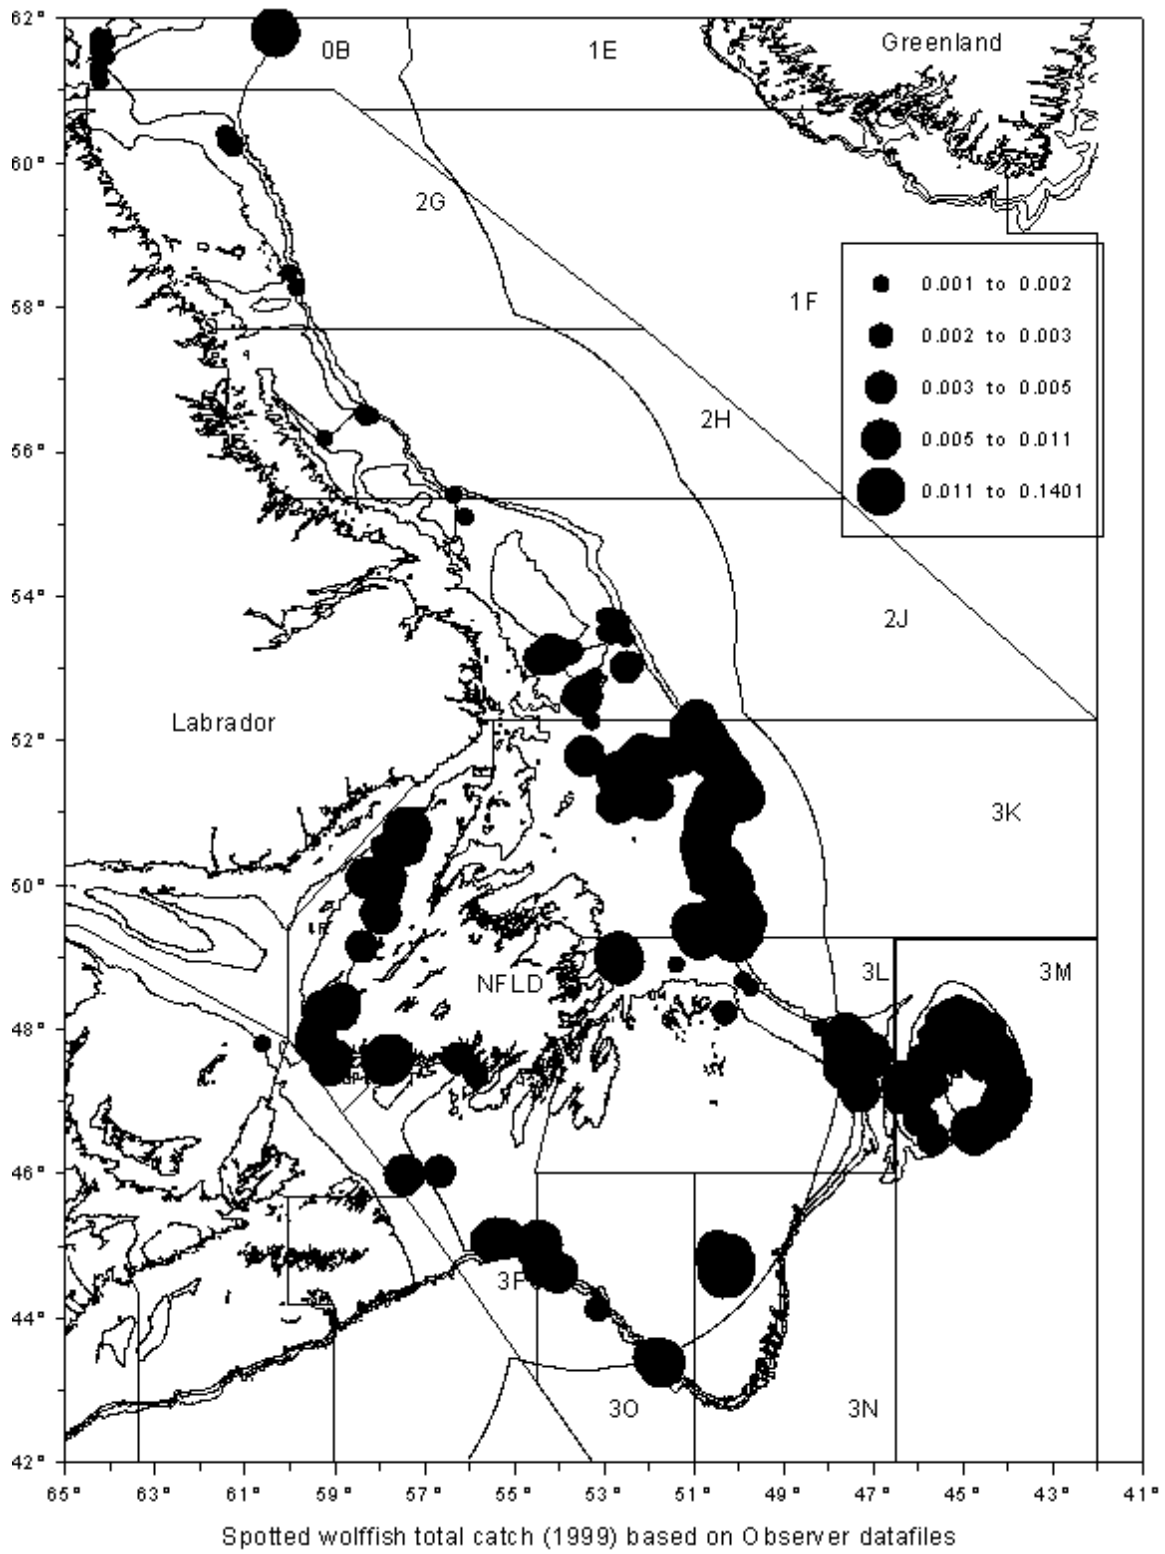 62°
60°
58°
56°
54°
52°
50°
48°
46°
44°
42°
0B
1E
Greenland
2G
1F
0.001 to 0.002
0.002 to 0.003
0.003 to 0.005
0.005 to 0.011
0.011 to 0.1401
2H
2J
Labrador
3K
NFLD
3L
3M
3O
3N
65° 63° 61° 59° 57° 55° 53° 51° 49° 47° 45° 43° 41°
Spotted wolffish total catch (1999) based on Observer datafiles